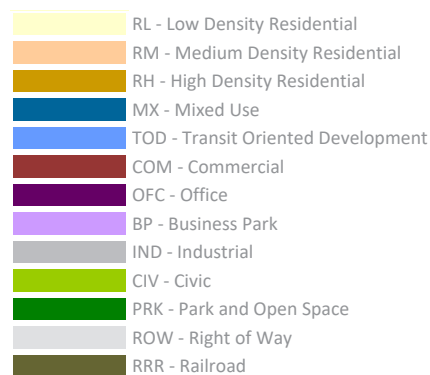 RL - Low Density Residential
RM - Medium Density Residential
RH - High Density Residential
MX - Mixed Use
TOD - Transit Oriented Development
COM - Commercial
OFC - Office
BP - Business Park
IND - Industrial
CIV - Civic
PRK - Park and Open Space
ROW - Right of Way
RRR - Railroad